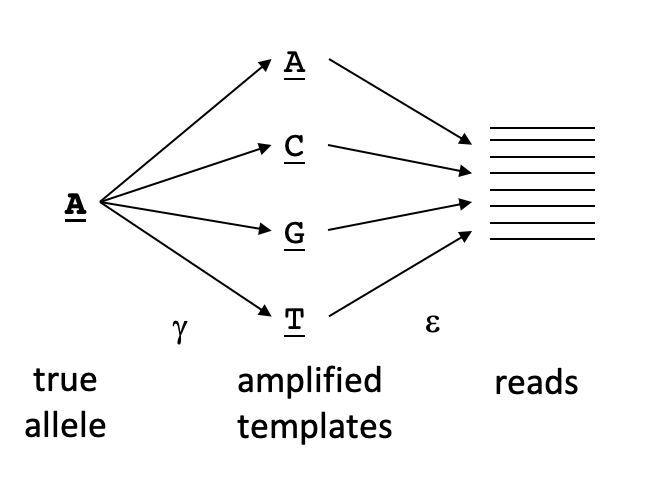 A
C
A
G
T
γ
ε
true
allele
amplified
templates
reads